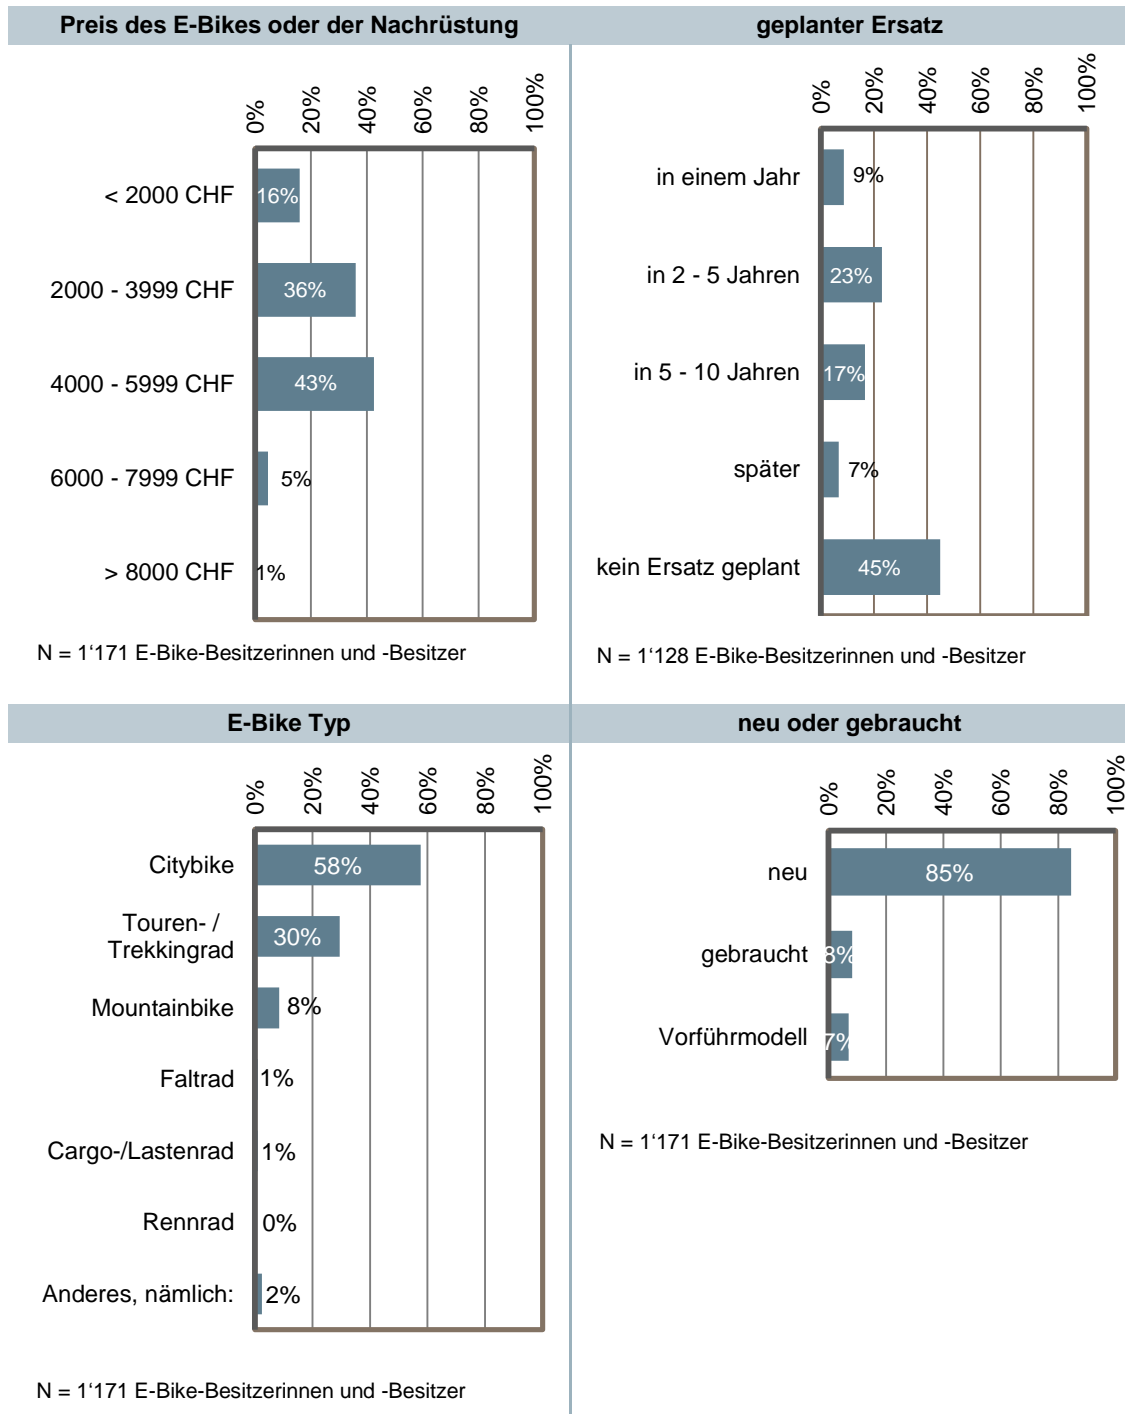 Preis des E-Bikes oder der Nachrüstung
0% 20% 40% 60% 80% 100%
< 2000 CHF 16%
2000 - 3999 CHF 36%
4000 - 5999 CHF 43%
6000 - 7999 CHF 5%
> 8000 CHF 1%
N = 1‘171 E-Bike-Besitzerinnen und -Besitzer
geplanter Ersatz
0% 20% 40% 60% 80% 100%
in einem Jahr 9%
in 2 - 5 Jahren 23%
in 5 - 10 Jahren 17%
später 7%
kein Ersatz geplant 45%
N = 1‘128 E-Bike-Besitzerinnen und -Besitzer
E-Bike Typ
0% 20% 40% 60% 80% 100%
Citybike 58%
Touren- /
Trekkingrad 30%
Mountainbike 8%
Faltrad 1%
Cargo-/Lastenrad 1%
Rennrad 0%
Anderes, nämlich: 2%
N = 1‘171 E-Bike-Besitzerinnen und -Besitzer
neu oder gebraucht
0% 20% 40% 60% 80% 100%
neu 85%
gebraucht 8%
Vorführmodell 7%
N = 1‘171 E-Bike-Besitzerinnen und -Besitzer